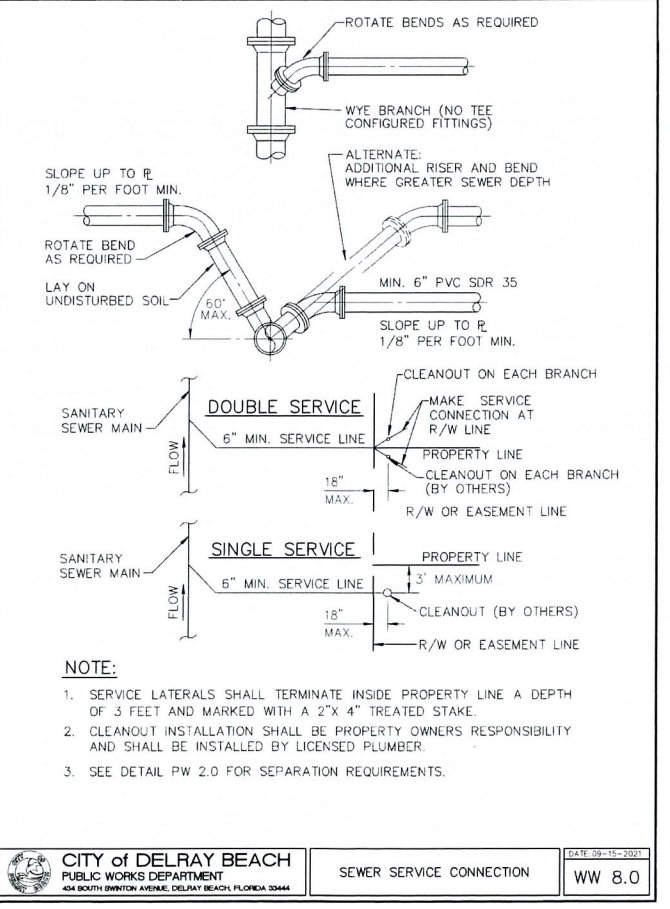 ROTATE BENDS AS REQUIRED
WYE BRANCH (NO TEE
CONFIGURED FITTINGS)
ALTERNATE:
ADDITIONAL RISER AND BEND
WHERE GREATER SEWER DEPTH
SLOPE UP TO ℄
1/8" PER FOOT MIN.
ROTATE BEND
AS REQUIRED
LAY ON
UNDISTURBED SOIL
60°
MAX.
MIN. 6" PVC SDR 35
SLOPE UP TO ℄
1/8" PER FOOT MIN.
CLEANOUT ON EACH BRANCH
SANITARY
SEWER MAIN
DOUBLE SERVICE
MAKE SERVICE
CONNECTION AT
R/W LINE
6" MIN. SERVICE LINE
FLOW
PROPERTY LINE
CLEANOUT ON EACH BRANCH
(BY OTHERS)
18"
MAX.
R/W OR EASEMENT LINE
SANITARY
SEWER MAIN
SINGLE SERVICE
PROPERTY LINE
6" MIN. SERVICE LINE
3' MAXIMUM
FLOW
CLEANOUT (BY OTHERS)
18"
MAX.
R/W OR EASEMENT LINE
NOTE:
1. SERVICE LATERALS SHALL TERMINATE INSIDE PROPERTY LINE A DEPTH
OF 3 FEET AND MARKED WITH A 2"X 4" TREATED STAKE.
2. CLEANOUT INSTALLATION SHALL BE PROPERTY OWNERS RESPONSIBILITY
AND SHALL BE INSTALLED BY LICENSED PLUMBER.
3. SEE DETAIL PW 2.0 FOR SEPARATION REQUIREMENTS.
CITY of DELRAY BEACH
PUBLIC WORKS DEPARTMENT
434 SOUTH SWINTON AVENUE, DELRAY BEACH, FLORIDA 33444
SEWER SERVICE CONNECTION
DATE: 09-15-2021
WW 8.0